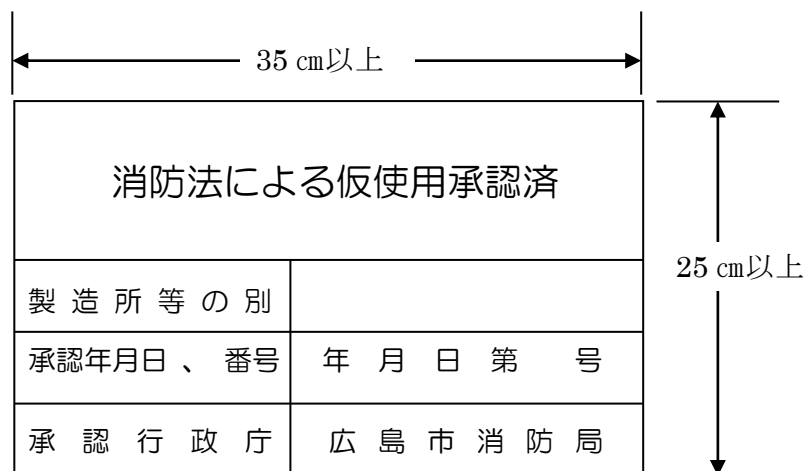 35 ㎝以上
消防法による仮使用承認済
25 ㎝以上
製造所等の別
承認年月日、番号 年 月 日 第 号
承認行政庁 広島市消防局